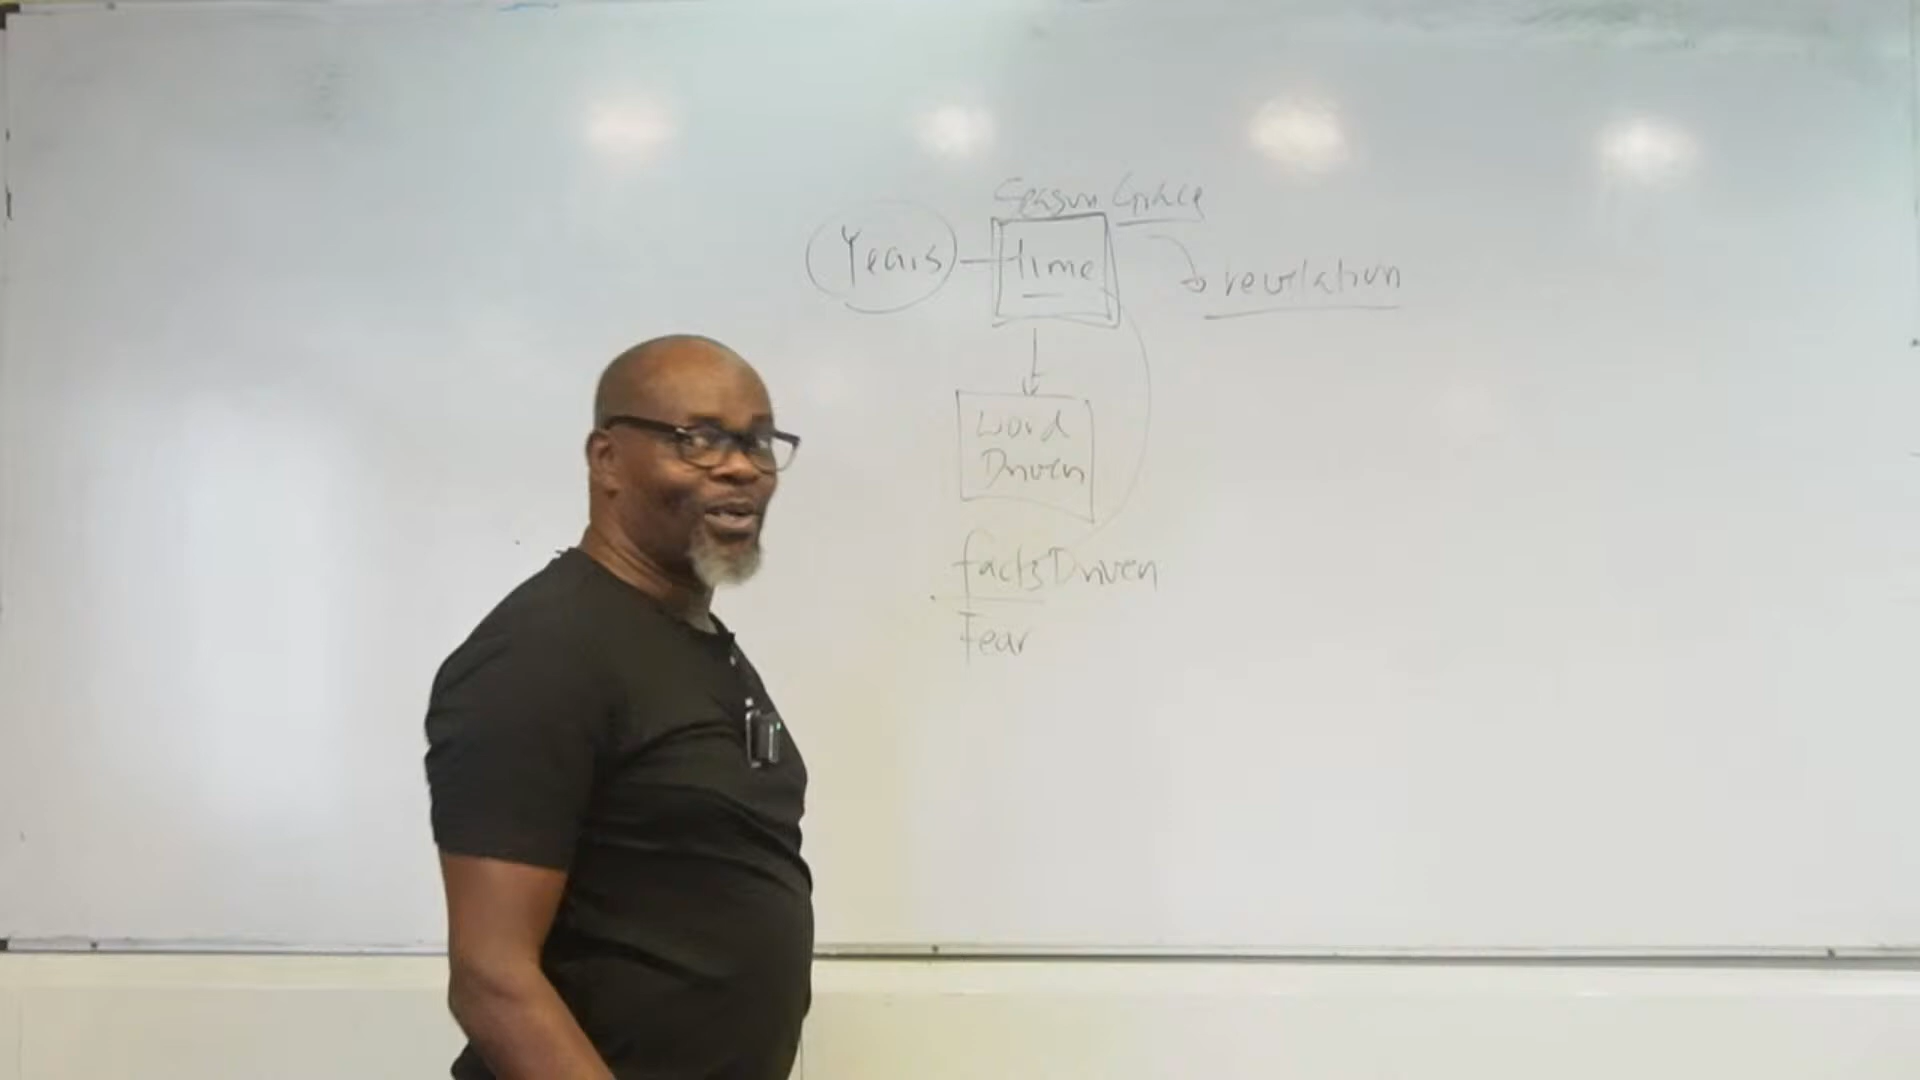 Season Grace
Years time
revelation
Word
Driven
facts Driven
Fear